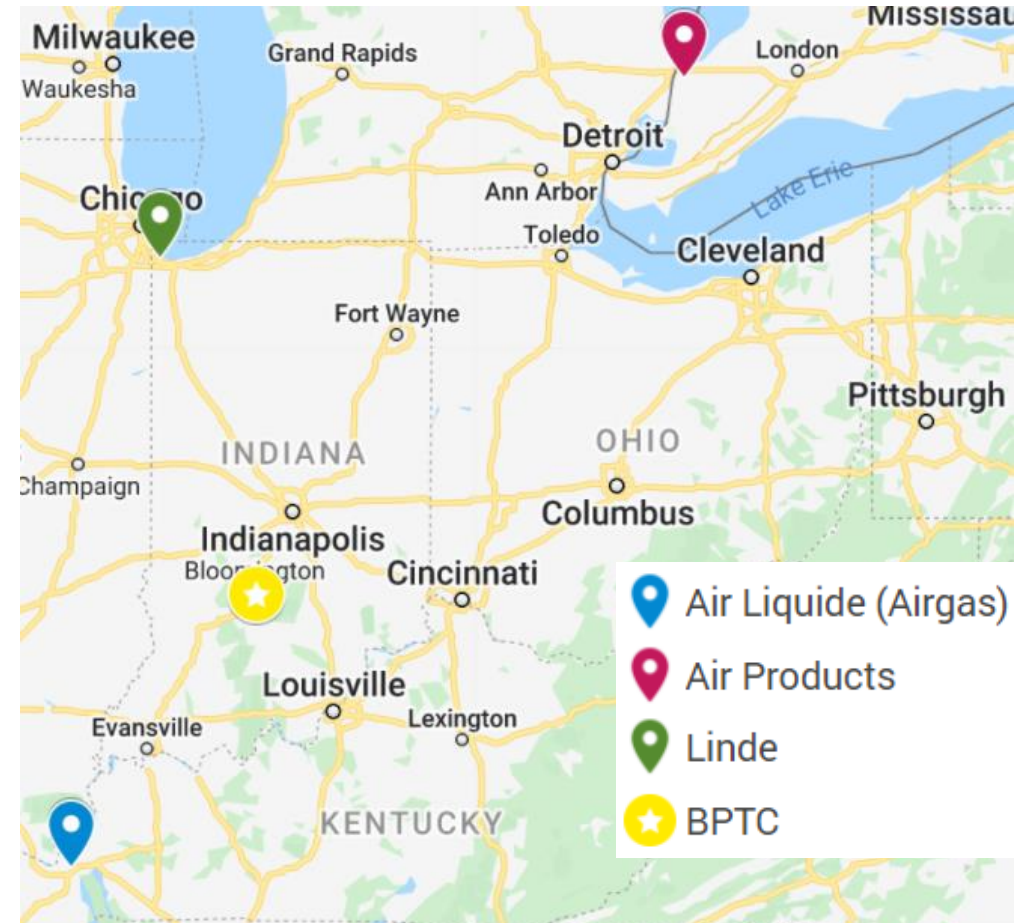 Milwaukee
Waukesha
Grand Rapids
Mississau
London
Detroit
Ann Arbor
Chicago
Lake Erie
Toledo
Cleveland
Fort Wayne
Pittsburgh
INDIANA
OHIO
Champaign
Columbus
Indianapolis
Bloomington
Cincinnati
Louisville
Lexington
Evansville
KENTUCKY
Air Liquide (Airgas)
Air Products
Linde
BPTC